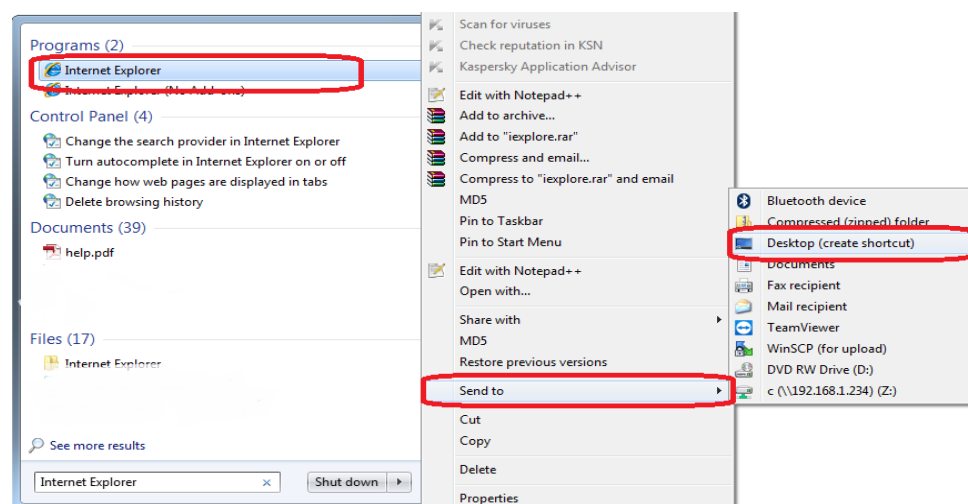 Programs (2)
Internet Explorer
Internet Explorer (No Add-ons)
Control Panel (4)
Change the search provider in Internet Explorer
Turn autocomplete in Internet Explorer on or off
Change how web pages are displayed in tabs
Delete browsing history
Documents (39)
help.pdf
Files (17)
Internet Explorer
See more results
Internet Explorer
Shut down
Scan for viruses
Check reputation in KSN
Kaspersky Application Advisor
Edit with Notepad++
Add to archive...
Add to "iexplore.rar"
Compress and email...
Compress to "iexplore.rar" and email
MD5
Pin to Taskbar
Pin to Start Menu
Edit with Notepad++
Open with...
Share with
MD5
Restore previous versions
Send to
Cut
Copy
Delete
Properties
Bluetooth device
Compressed (zipped) folder
Desktop (create shortcut)
Documents
Fax recipient
Mail recipient
TeamViewer
WinSCP (for upload)
DVD RW Drive (D:)
c (\\192.168.1.234) (Z:)